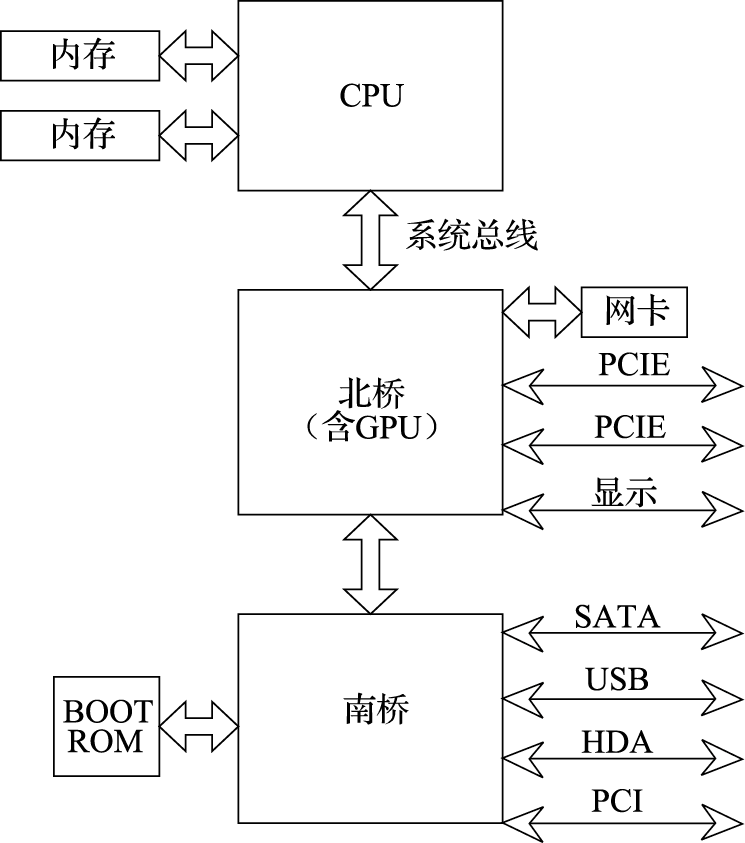 内存
CPU
内存
系统总线
网卡
PCIE
北桥
（含GPU）
PCIE
显示
SATA
USB
BOOT
ROM
南桥
HDA
PCI